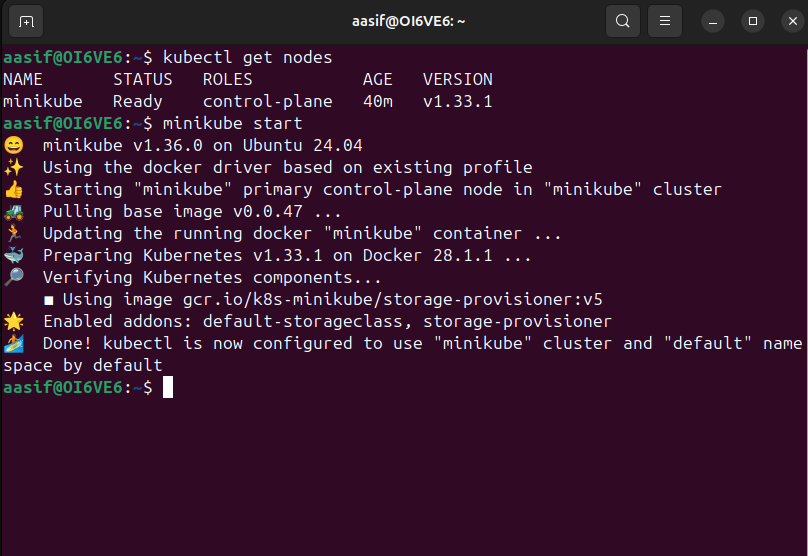 aasif@OI6VE6: ~
aasif@OI6VE6:~$ kubectl get nodes
NAME       STATUS   ROLES           AGE   VERSION
minikube   Ready    control-plane   40m   v1.33.1
aasif@OI6VE6:~$ minikube start
😄  minikube v1.36.0 on Ubuntu 24.04
✨  Using the docker driver based on existing profile
👍  Starting "minikube" primary control-plane node in "minikube" cluster
🚜  Pulling base image v0.0.47 ...
🏃  Updating the running docker "minikube" container ...
🐳  Preparing Kubernetes v1.33.1 on Docker 28.1.1 ...
🔎  Verifying Kubernetes components...
    ▪ Using image gcr.io/k8s-minikube/storage-provisioner:v5
🌟  Enabled addons: default-storageclass, storage-provisioner
🏄  Done! kubectl is now configured to use "minikube" cluster and "default" name
space by default
aasif@OI6VE6:~$